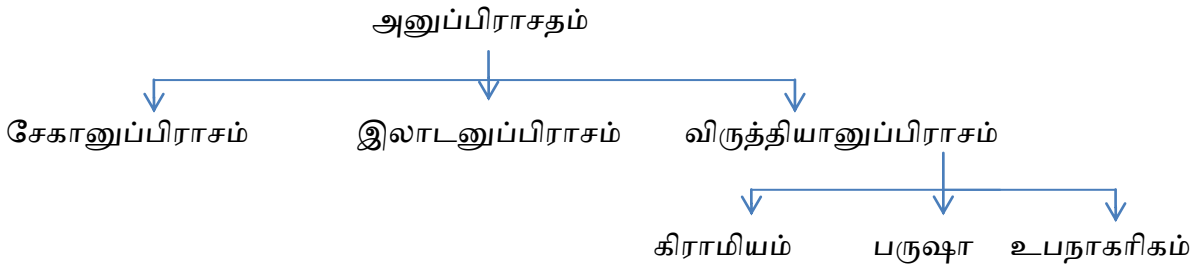 அனுப்பிராசதம்
சேகானுப்பிராசம் இலாடனுப்பிராசம் விருத்தியானுப்பிராசம்
கிராமியம் பருஷா உபநாகரிகம்